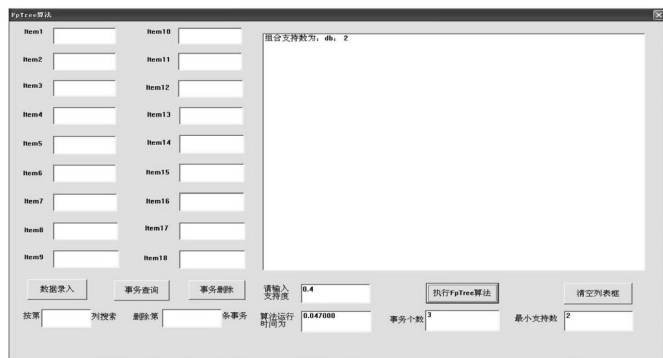 FpTree算法
Item1 Item10 组合支持数为, db, 2
Item2 Item11
Item3 Item12
Item4 Item13
Item5 Item14
Item6 Item15
Item7 Item16
Item8 Item17
Item9 Item18
数据录入 事务查询 事务删除 请输入支持度 0.4 执行FpTree算法 清空列表框
按第 列搜索 删除第 条事务 算法运行时间为 0.047000 事务个数 3 最小支持数 2